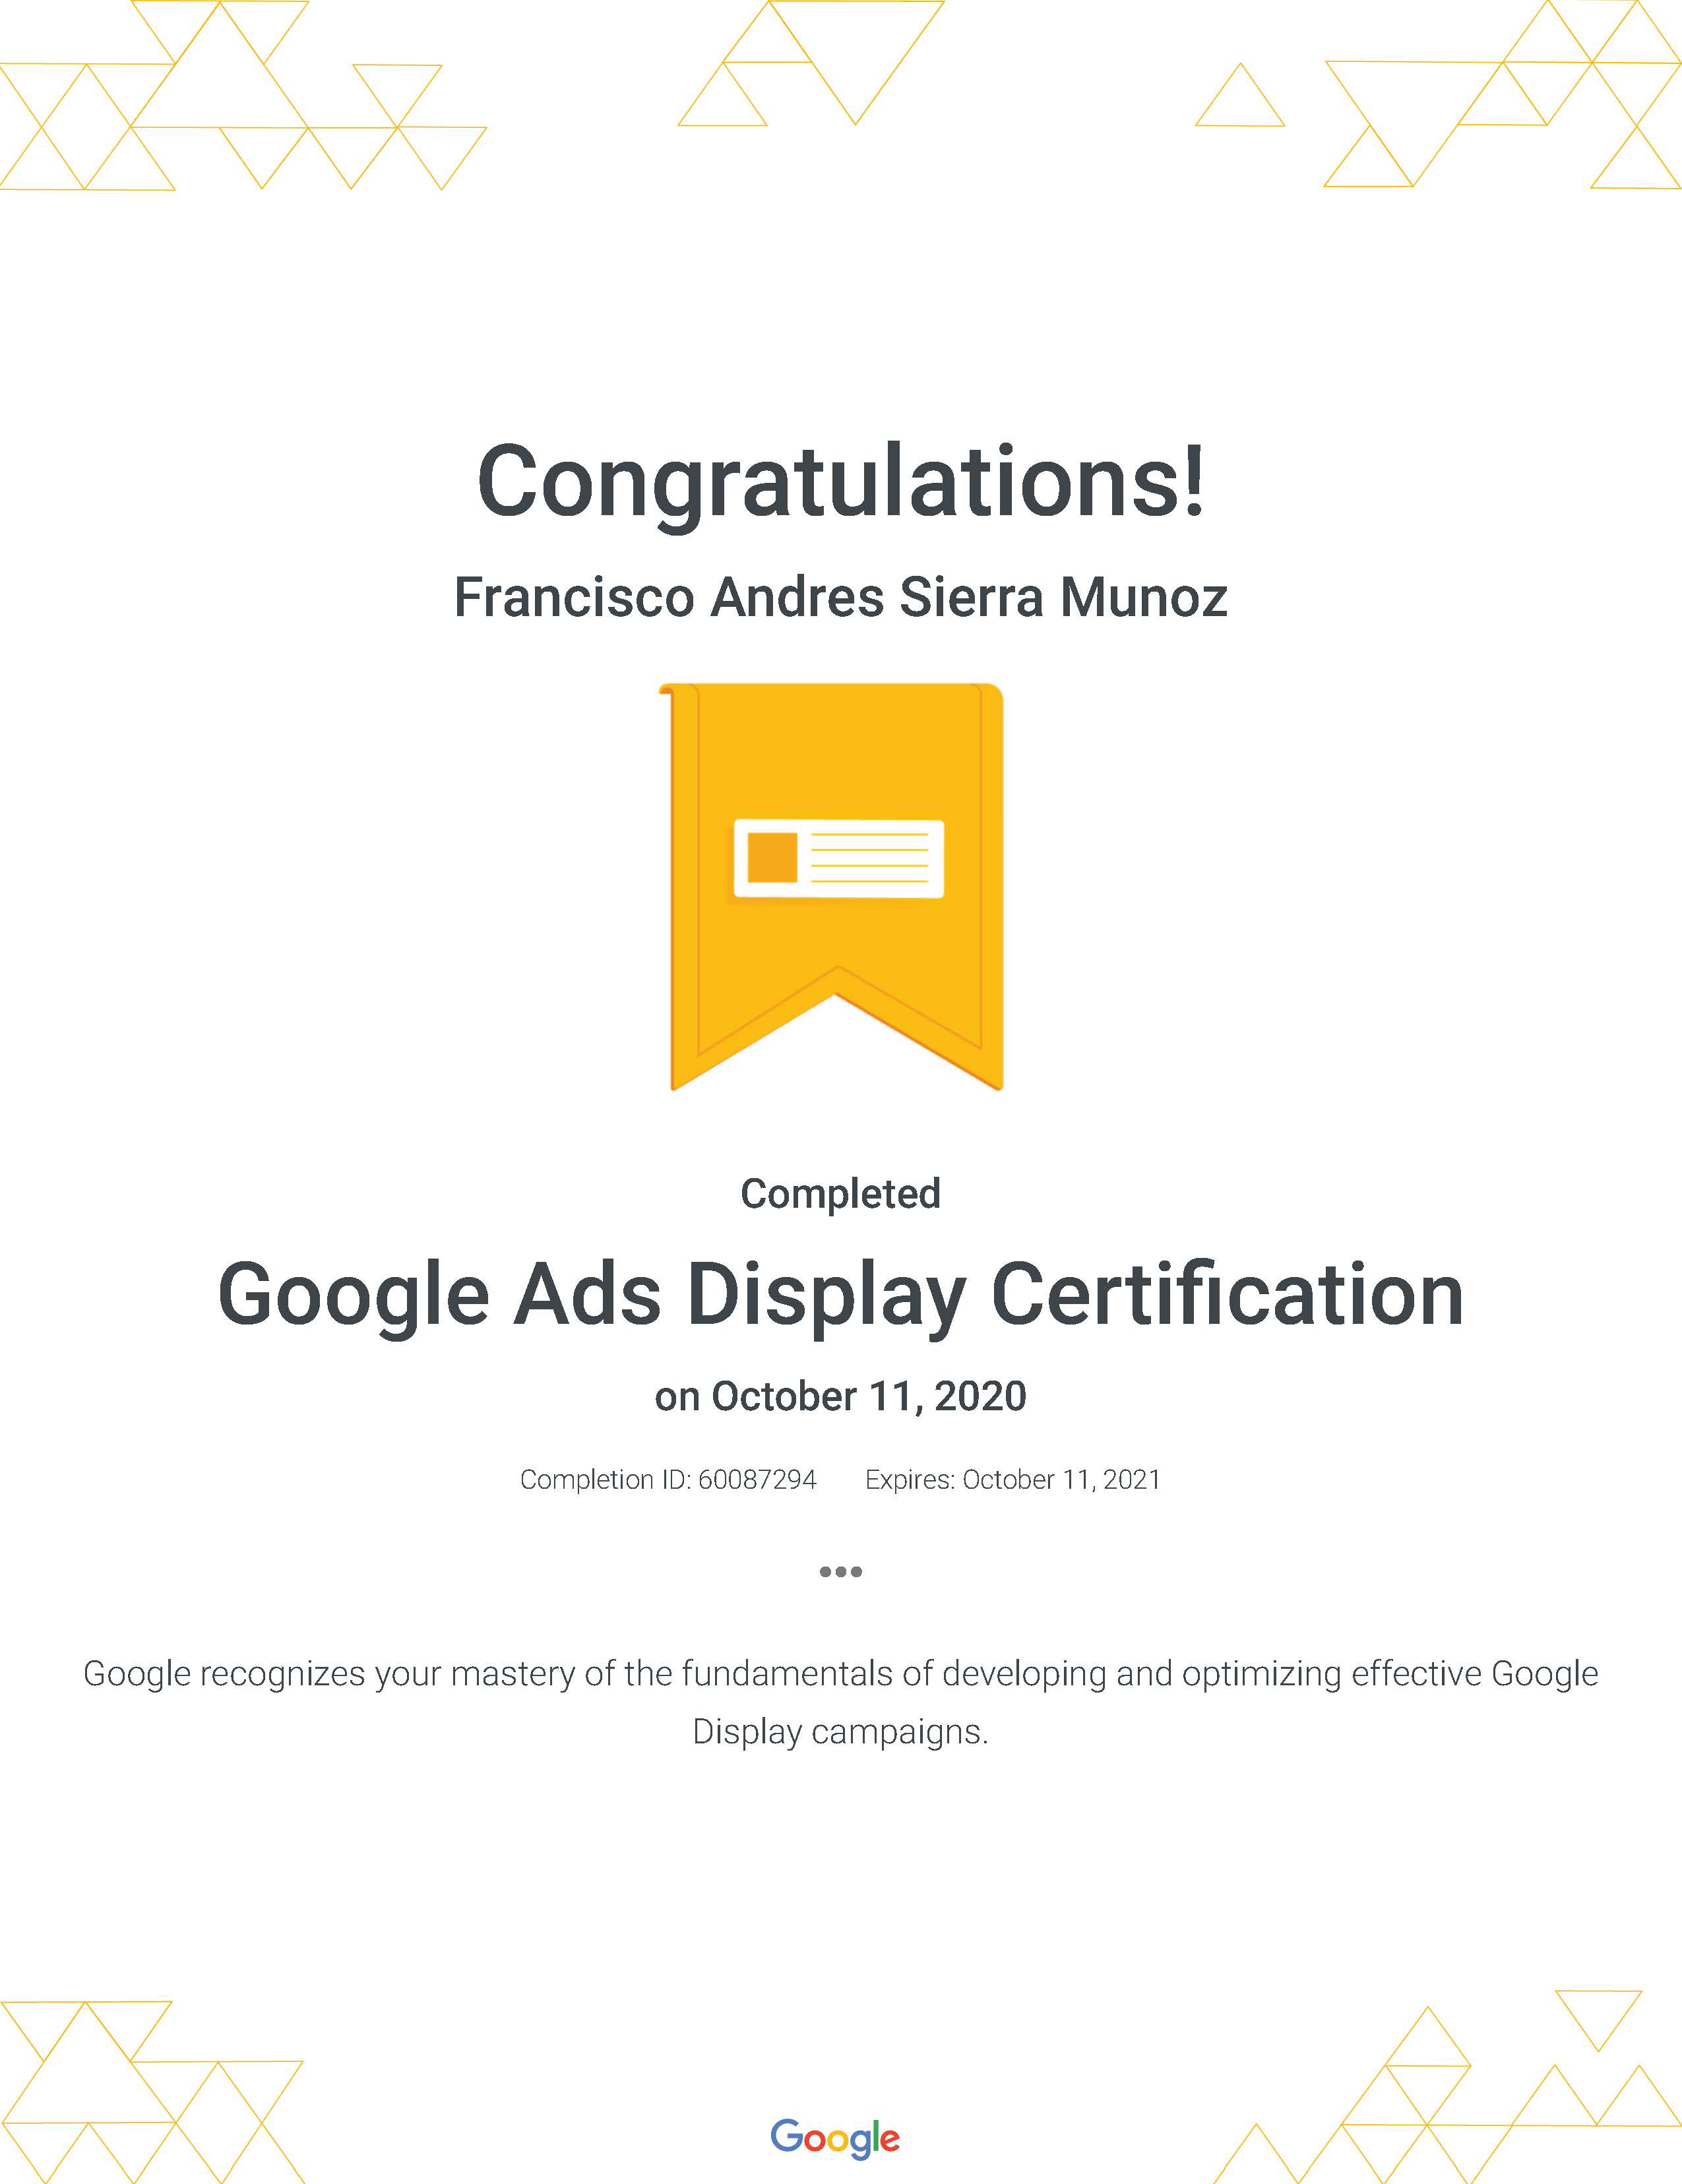 Congratulations!
Francisco Andres Sierra Munoz
Completed
Google Ads Display Certification
on October 11, 2020
Completion ID: 60087294 Expires: October 11, 2021
Google recognizes your mastery of the fundamentals of developing and optimizing effective Google
Display campaigns.
Google